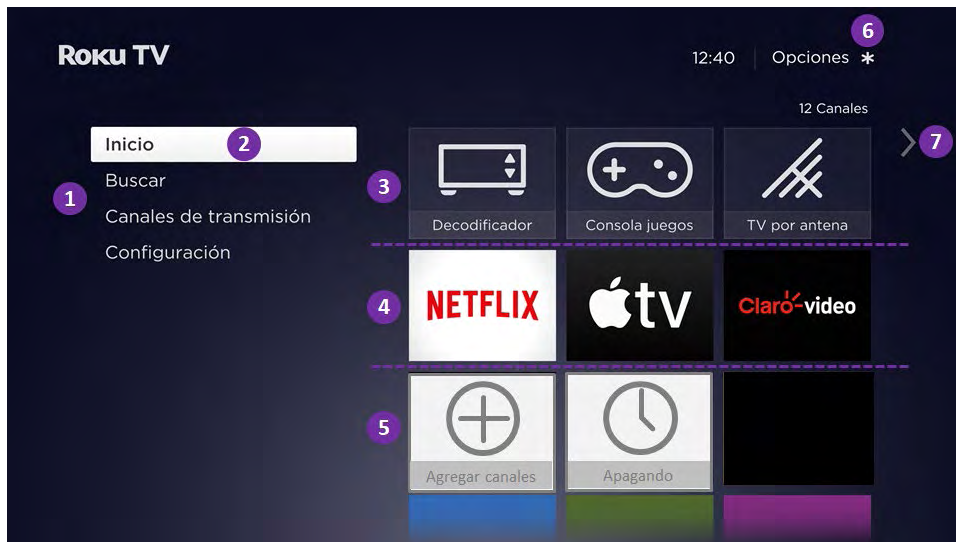 Roku TV
12:40
Opciones *
6
12 Canales
7
Inicio
2
Buscar
1
Canales de transmisión
Configuración
3
Decodificador
Consola juegos
TV por antena
4
NETFLIX
tv
Claro-video
5
Agregar canales
Apagando